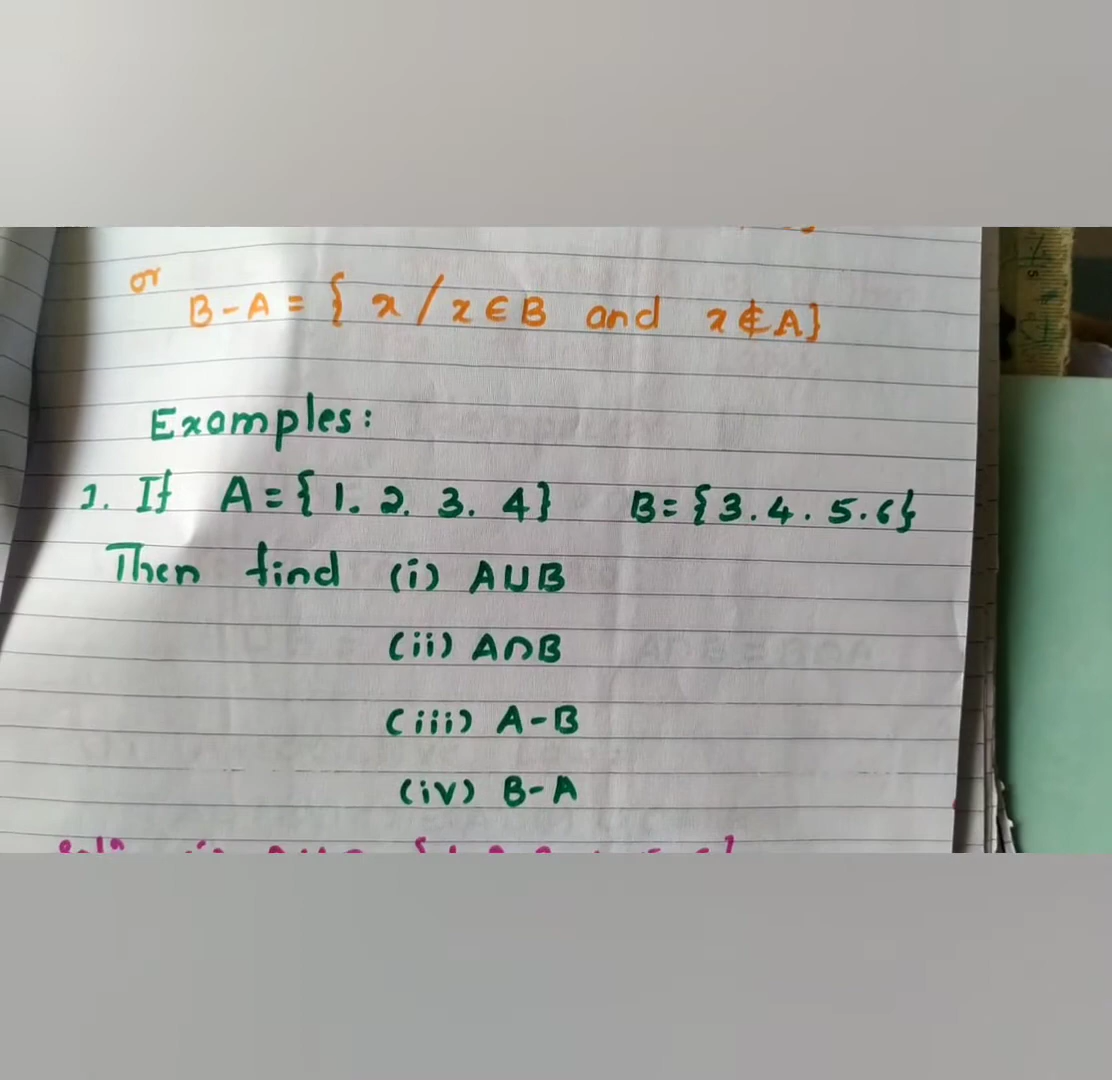 or
B-A = { x / x ∈ B and x ∉ A}
Examples:
1. If A = { 1. 2. 3. 4} B = {3. 4. 5. 6}
Then find (i) A∪B
(ii) A∩B
(iii) A-B
(iv) B-A